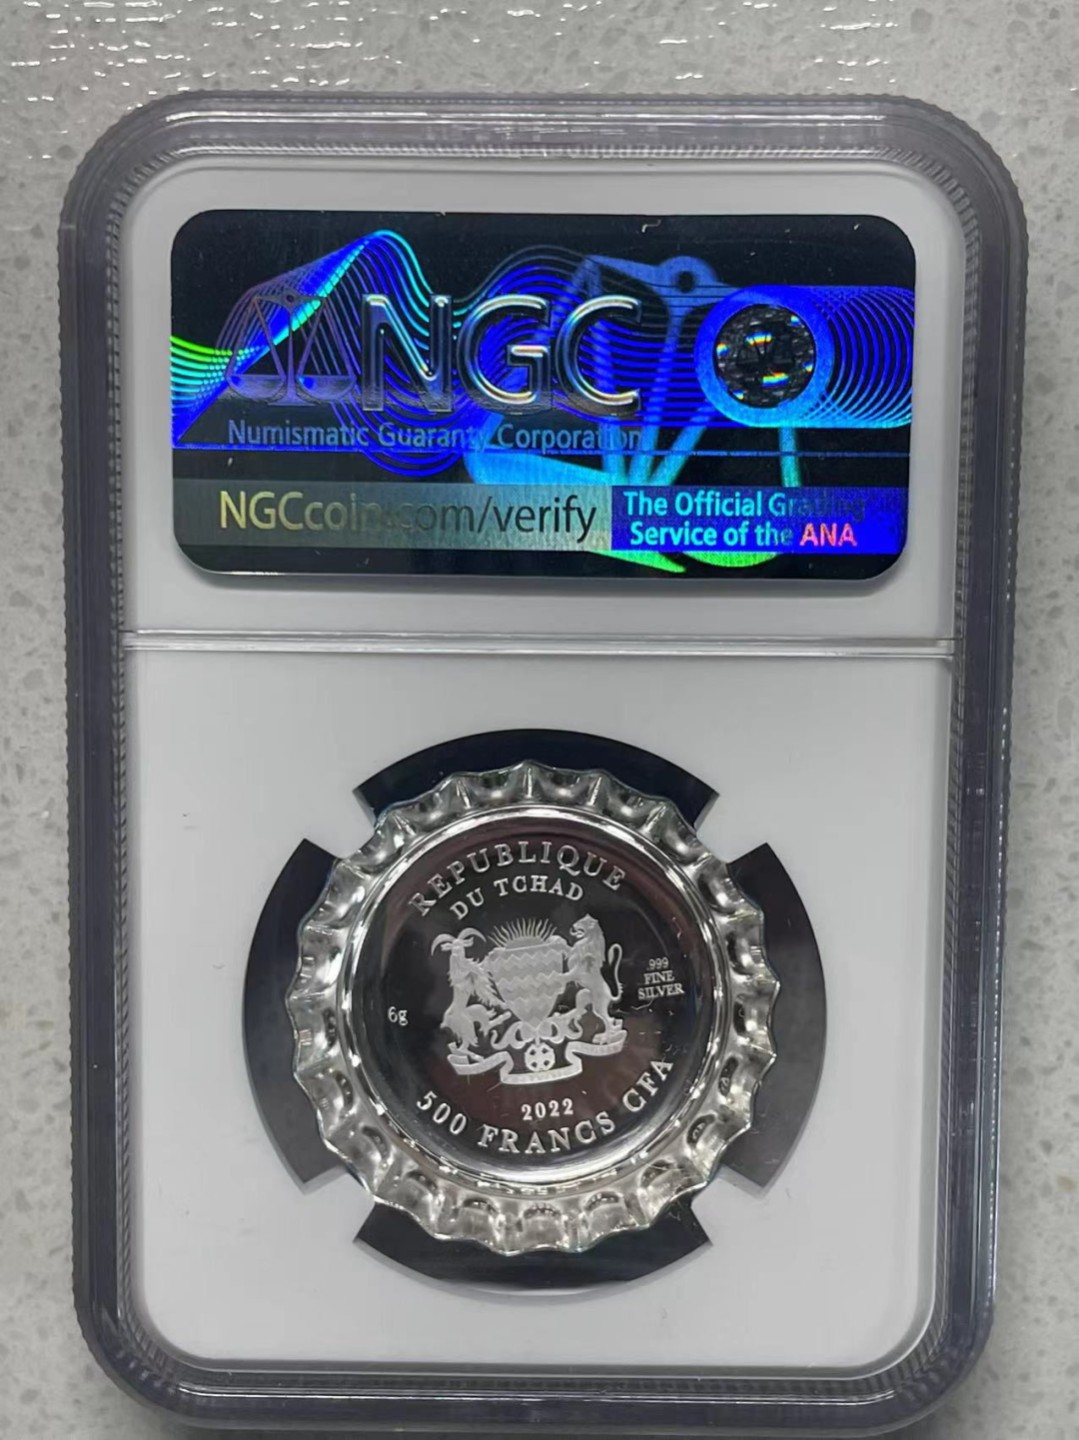 NGC
Numismatic Guaranty Corporation
NGCcoin.com/verify
The Official Grading
Service of the ANA
REPUBLIQUE
DU TCHAD
.999
FINE
SILVER
6g
2022
500 FRANCS CFA